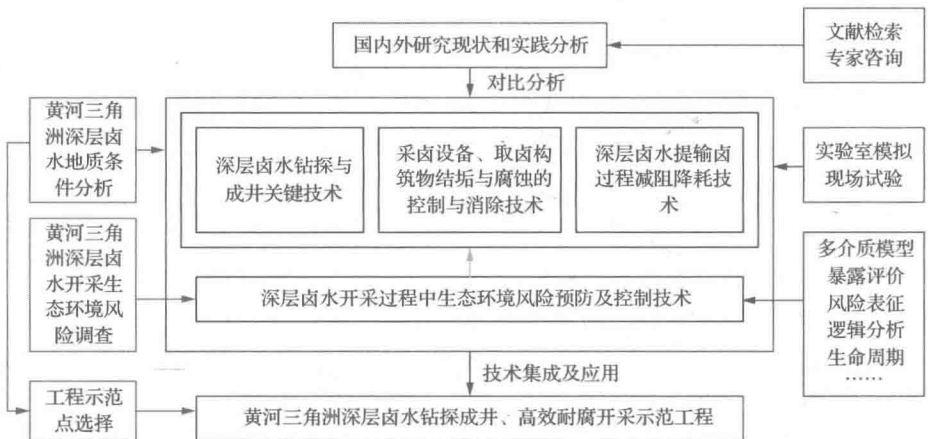 国内外研究现状和实践分析
文献检索
专家咨询
对比分析
黄河三角
洲深层卤
水地质条
件分析
深层卤水钻探与
成井关键技术
采卤设备、取卤构
筑物结垢与腐蚀的
控制与消除技术
深层卤水提输卤
过程减阻降耗技
术
实验室模拟
现场试验
黄河三角
洲深层卤
水开采生
态环境风
险调查
深层卤水开采过程中生态环境风险预防及控制技术
多介质模型
暴露评价
风险表征
逻辑分析
生命周期
……
技术集成及应用
工程示范
点选择
黄河三角洲深层卤水钻探成井、高效耐腐开采示范工程